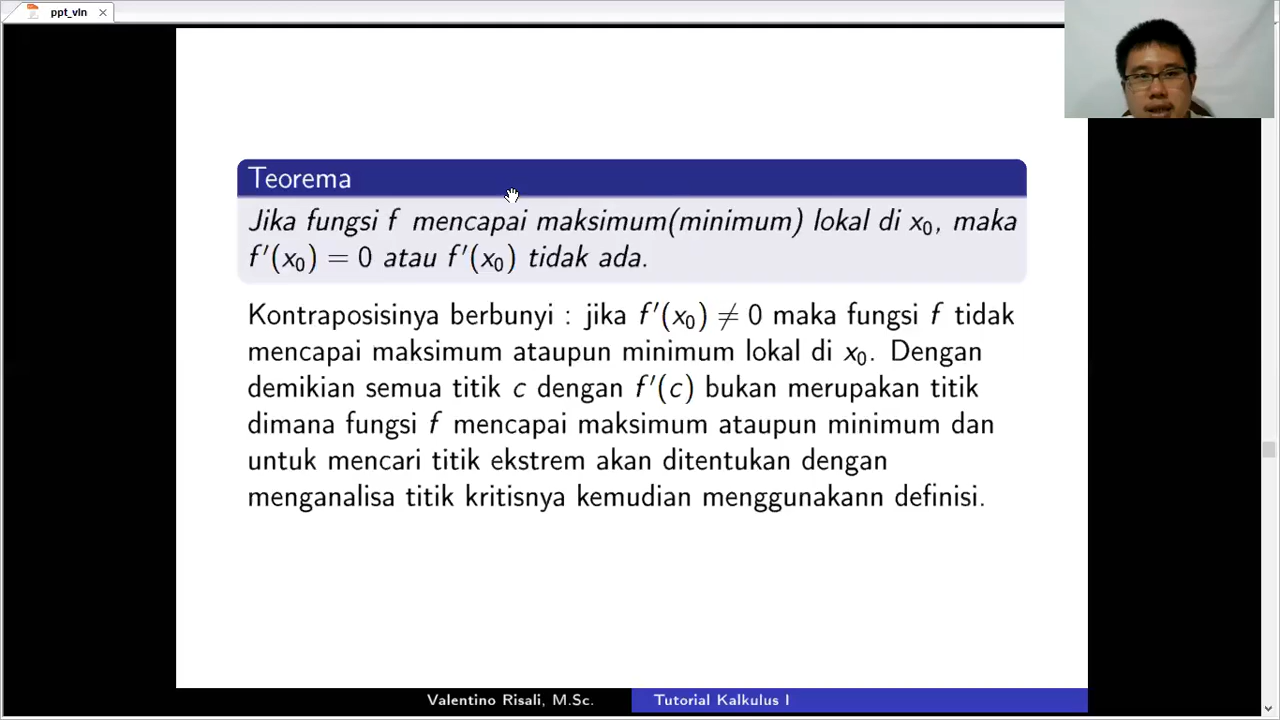 ppt_vln
Teorema
Jika fungsi f mencapai maksimum(minimum) lokal di x₀, maka
f′(x₀) = 0 atau f′(x₀) tidak ada.
Kontraposisinya berbunyi : jika f′(x₀) ≠ 0 maka fungsi f tidak
mencapai maksimum ataupun minimum lokal di x₀. Dengan
demikian semua titik c dengan f′(c) bukan merupakan titik
dimana fungsi f mencapai maksimum ataupun minimum dan
untuk mencari titik ekstrem akan ditentukan dengan
menganalisa titik kritisnya kemudian menggunakann definisi.
Valentino Risali, M.Sc. Tutorial Kalkulus I